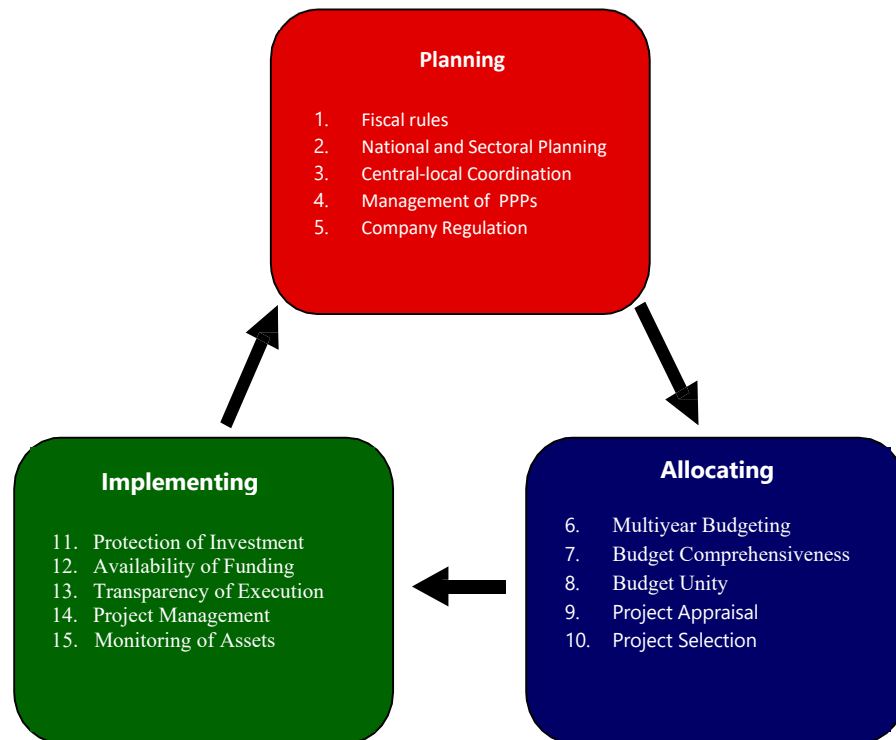 Planning
1. Fiscal rules
2. National and Sectoral Planning
3. Central-local Coordination
4. Management of PPPs
5. Company Regulation
Allocating
6. Multiyear Budgeting
7. Budget Comprehensiveness
8. Budget Unity
9. Project Appraisal
10. Project Selection
Implementing
11. Protection of Investment
12. Availability of Funding
13. Transparency of Execution
14. Project Management
15. Monitoring of Assets